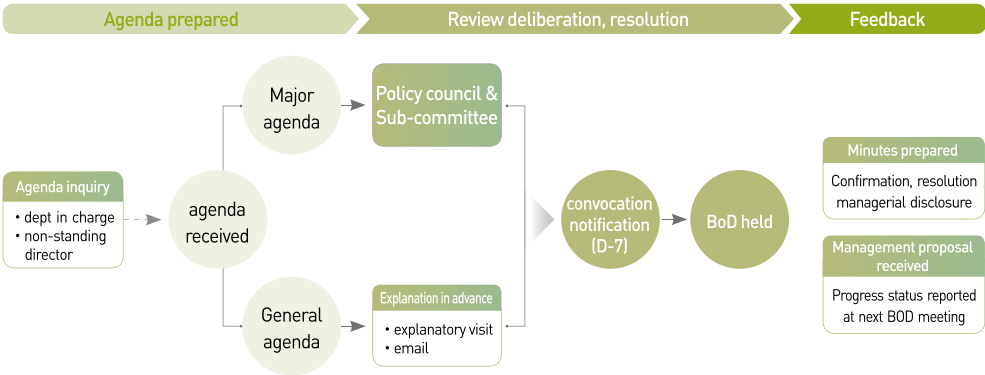 Agenda prepared
Review deliberation, resolution
Feedback
Agenda inquiry
• dept in charge
• non-standing
director
agenda
received
Major
agenda
Policy council &
Sub-committee
General
agenda
Explanation in advance
• explanatory visit
• email
convocation
notification
(D-7)
BoD held
Minutes prepared
Confirmation, resolution
managerial disclosure
Management proposal
received
Progress status reported
at next BOD meeting